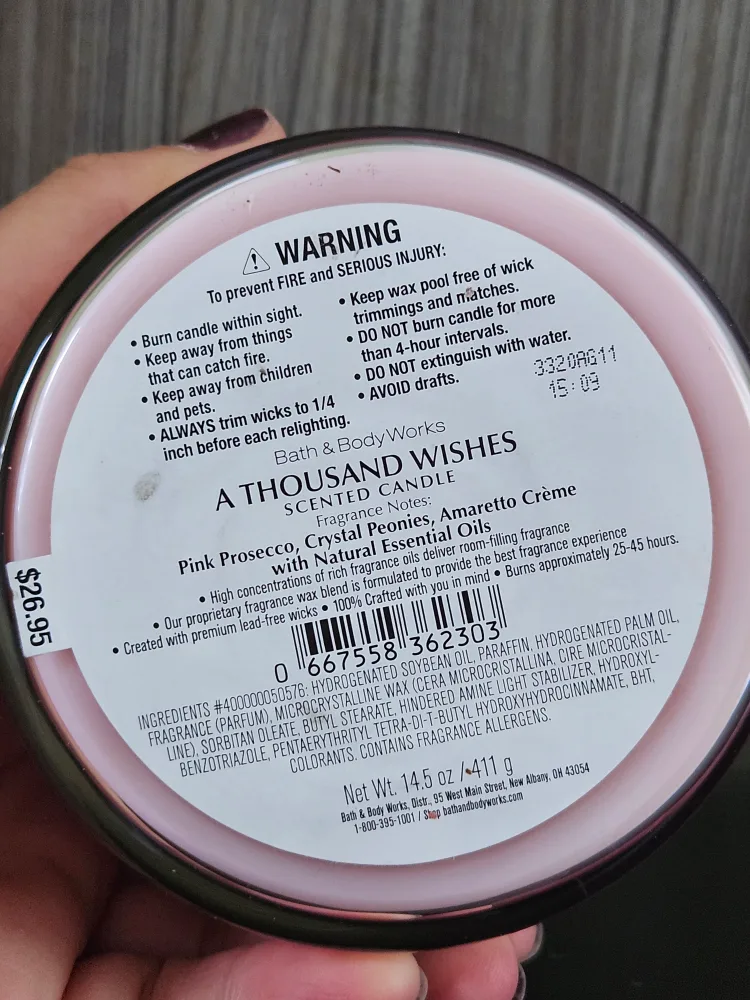 WARNING
To prevent FIRE and SERIOUS INJURY:
• Burn candle within sight.
• Keep away from things
that can catch fire.
• Keep away from children
and pets.
• ALWAYS trim wicks to 1/4
inch before each relighting.
• Keep wax pool free of wick
trimmings and matches.
• DO NOT burn candle for more
than 4-hour intervals.
• DO NOT extinguish with water.
• AVOID drafts.
3320AG11
15:09
Bath & Body Works
A THOUSAND WISHES
SCENTED CANDLE
Fragrance Notes:
Pink Prosecco, Crystal Peonies, Amaretto Crème
with Natural Essential Oils
• High concentrations of rich fragrance oils deliver room-filling fragrance
• Our proprietary fragrance wax blend is formulated to provide the best fragrance experience
• Created with premium lead-free wicks • 100% Crafted with you in mind • Burns approximately 25-45 hours.
$26.95
0 667558 362303
INGREDIENTS #400000050576: HYDROGENATED SOYBEAN OIL, PARAFFIN, HYDROGENATED PALM OIL,
FRAGRANCE (PARFUM), MICROCRYSTALLINE WAX (CERA MICROCRISTALLINA, CIRE MICROCRISTAL-
LINE), SORBITAN OLEATE, BUTYL STEARATE, HINDERED AMINE LIGHT STABILIZER, HYDROXYL-
BENZOTRIAZOLE, PENTAERYTHRITYL TETRA-DI-T-BUTYL HYDROXYHYDROCINNAMATE, BHT,
COLORANTS. CONTAINS FRAGRANCE ALLERGENS.
Net Wt. 14.5 oz / 411 g
Bath & Body Works, Distr., 95 West Main Street, New Albany, OH 43054
1-800-395-1001 / Shop bathandbodyworks.com